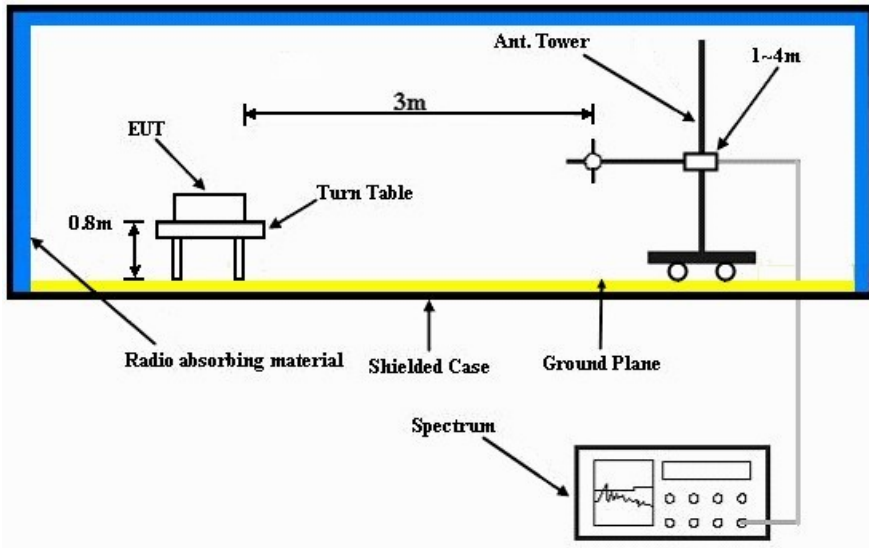 Ant. Tower
1~4m
3m
EUT
Turn Table
0.8m
Radio absorbing material
Shielded Case
Ground Plane
Spectrum